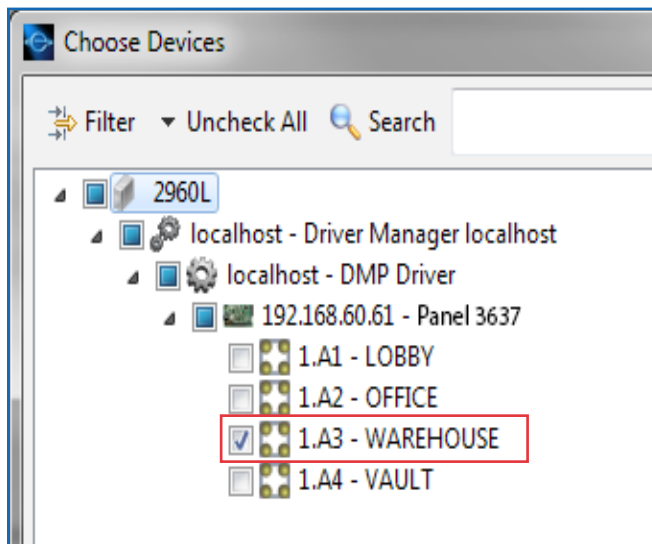 Choose Devices
Filter Uncheck All Search
2960L
localhost - Driver Manager localhost
localhost - DMP Driver
192.168.60.61 - Panel 3637
1.A1 - LOBBY
1.A2 - OFFICE
1.A3 - WAREHOUSE
1.A4 - VAULT